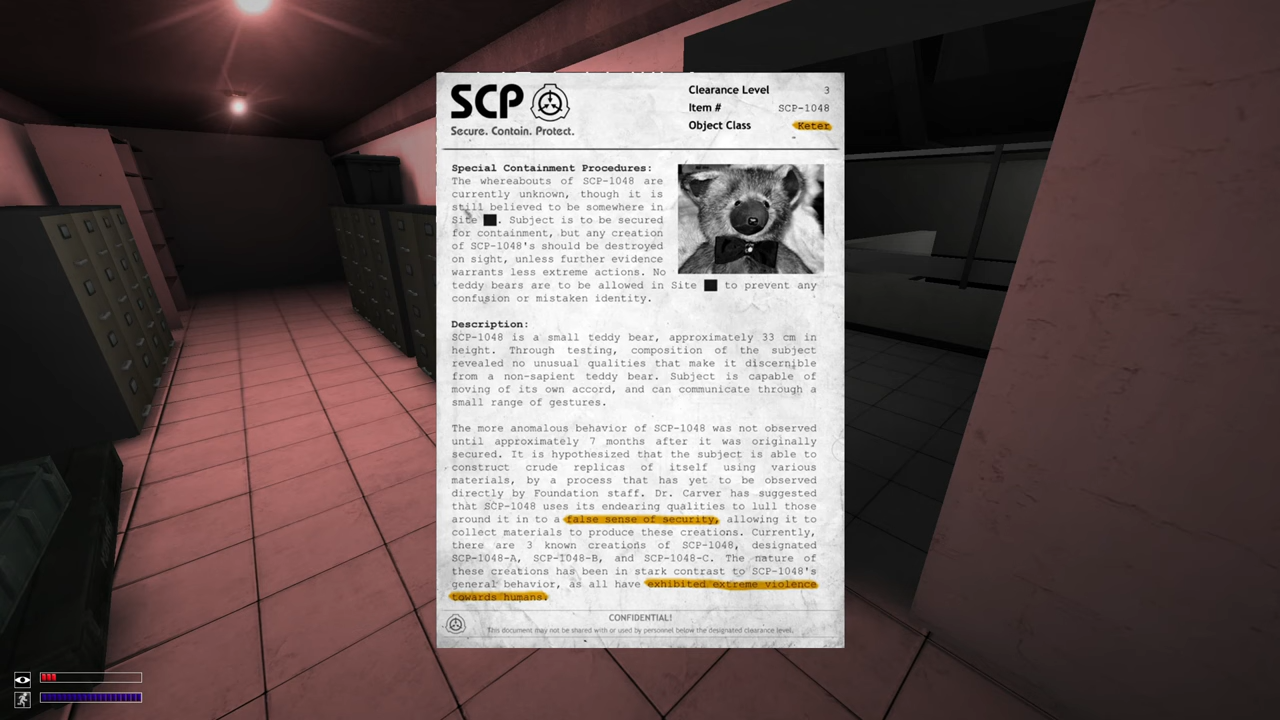 SCP
Secure. Contain. Protect.
Clearance Level 3
Item # SCP-1048
Object Class Keter
Special Containment Procedures:
The whereabouts of SCP-1048 are
currently unknown, though it is
still believed to be somewhere in
Site ■. Subject is to be secured
for containment, but any creation
of SCP-1048's should be destroyed
on sight, unless further evidence
warrants less extreme actions. No
teddy bears are to be allowed in Site ■ to prevent any
confusion or mistaken identity.
Description:
SCP-1048 is a small teddy bear, approximately 33 cm in
height. Through testing, composition of the subject
revealed no unusual qualities that make it discernible
from a non-sapient teddy bear. Subject is capable of
moving of its own accord, and can communicate through a
small range of gestures.
The more anomalous behavior of SCP-1048 was not observed
until approximately 7 months after it was originally
secured. It is hypothesized that the subject is able to
construct crude replicas of itself using various
materials, by a process that has yet to be observed
directly by Foundation staff. Dr. Carver has suggested
that SCP-1048 uses its endearing qualities to lull those
around it in to a false sense of security, allowing it to
collect materials to produce these creations. Currently,
there are 3 known creations of SCP-1048, designated
SCP-1048-A, SCP-1048-B, and SCP-1048-C. The nature of
these creations has been in stark contrast to SCP-1048's
general behavior, as all have exhibited extreme violence
towards humans.
CONFIDENTIAL!
This document may not be shared with or used by personnel below the designated clearance level.